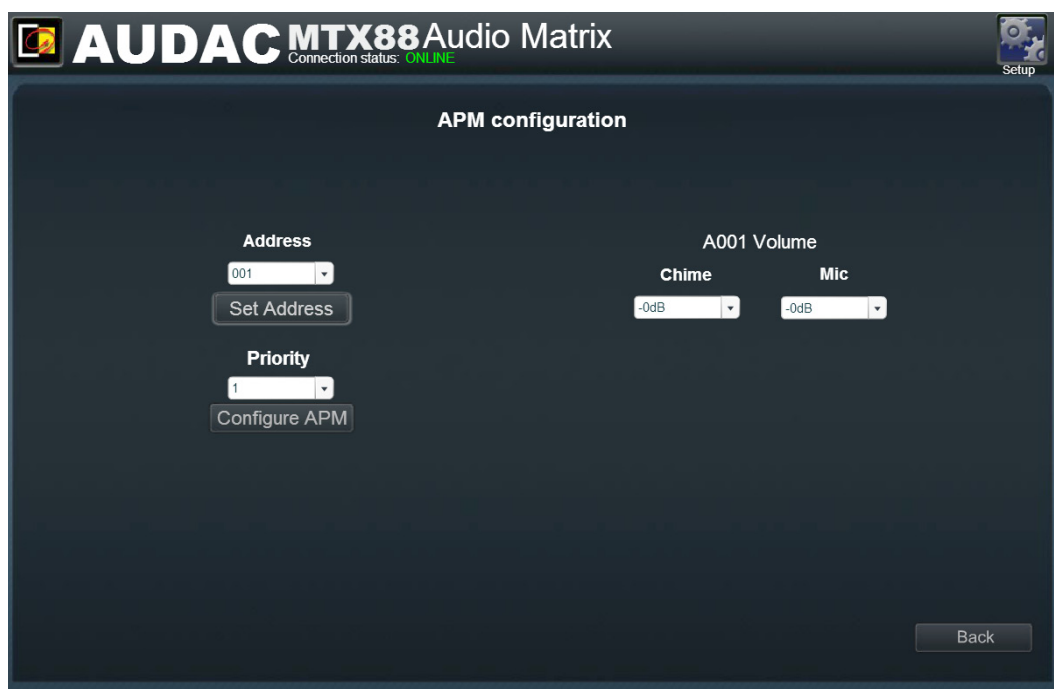 AUDAC MTX88 Audio Matrix
Connection status: ONLINE
Setup
APM configuration
Address
001
Set Address
Priority
1
Configure APM
A001 Volume
Chime Mic
-0dB -0dB
Back